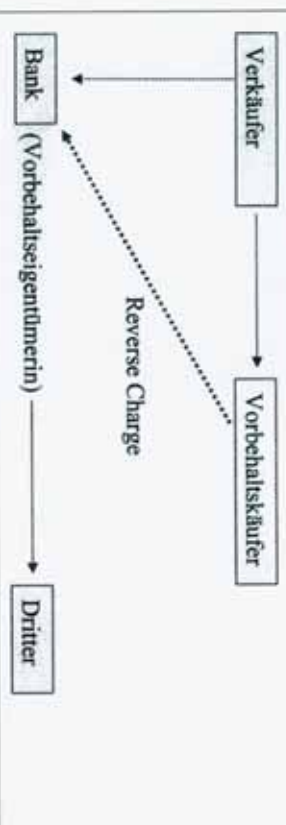 Verkäufer
Vorbehaltskäufer
Reverse Charge
Bank
(Vorbehaltseigentümerin)
Dritter